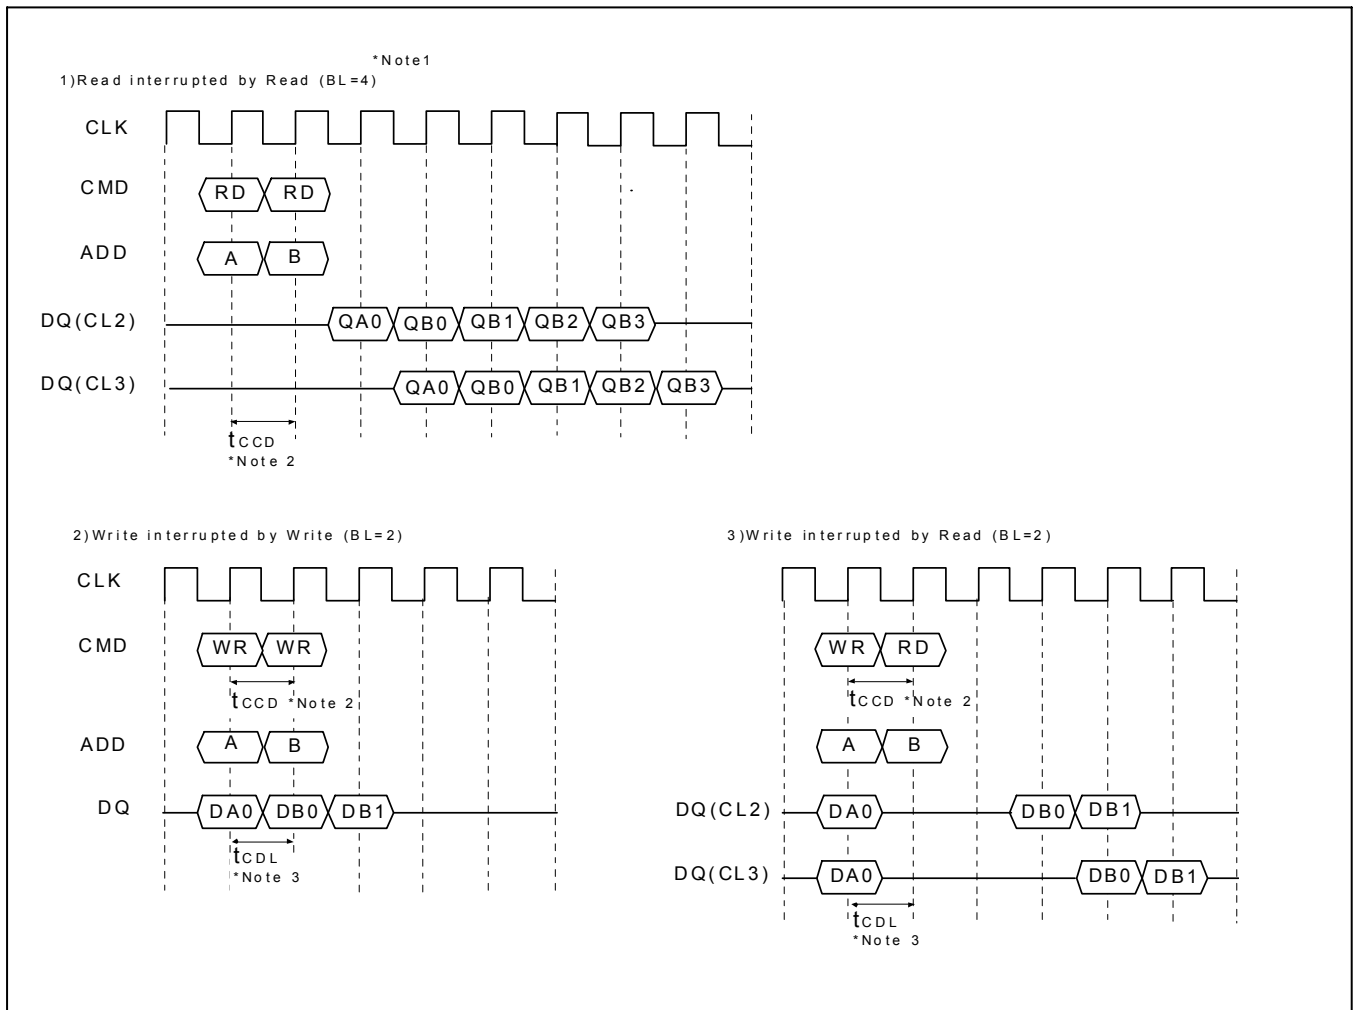 *Note1
1)Read interrupted by Read (BL=4)
CLK
CMD RD RD
ADD A B
DQ(CL2) QA0 QB0 QB1 QB2 QB3
DQ(CL3) QA0 QB0 QB1 QB2 QB3
tCCD
*Note 2
2)Write interrupted by Write (BL=2)
CLK
CMD WR WR
tCCD *Note 2
ADD A B
DQ DA0 DB0 DB1
tCDL
*Note 3
3)Write interrupted by Read (BL=2)
WR RD
tCCD *Note 2
A B
DQ(CL2) DA0 DB0 DB1
DQ(CL3) DA0 DB0 DB1
tCDL
*Note 3